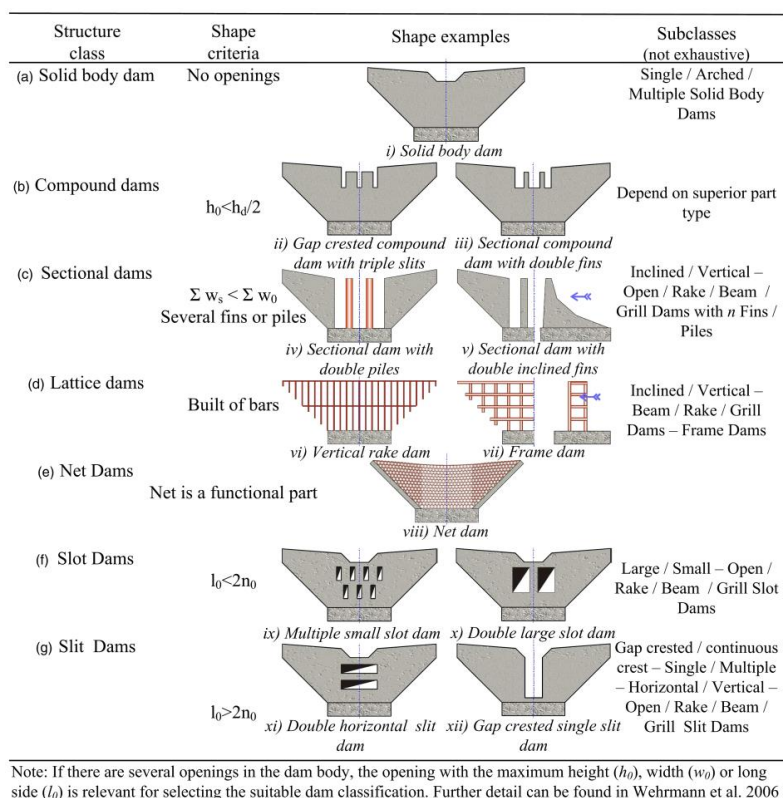 Structure class
Shape criteria
Shape examples
Subclasses
(not exhaustive)
(a) Solid body dam
No openings
i) Solid body dam
Single / Arched /
Multiple Solid Body
Dams
(b) Compound dams
h₀<h_d/2
ii) Gap crested compound
dam with triple slits
iii) Sectional compound
dam with double fins
Depend on superior part
type
(c) Sectional dams
Σ w_s < Σ w₀
Several fins or piles
iv) Sectional dam with
double piles
v) Sectional dam with
double inclined fins
Inclined / Vertical –
Open / Rake / Beam /
Grill Dams with n Fins /
Piles
(d) Lattice dams
Built of bars
vi) Vertical rake dam
vii) Frame dam
Inclined / Vertical –
Beam / Rake / Grill
Dams – Frame Dams
(e) Net Dams
Net is a functional part
viii) Net dam
(f) Slot Dams
l₀<2n₀
ix) Multiple small slot dam
x) Double large slot dam
Large / Small – Open /
Rake / Beam / Grill Slot
Dams
(g) Slit Dams
l₀>2n₀
xi) Double horizontal slit
dam
xii) Gap crested single slit
dam
Gap crested / continuous
crest – Single / Multiple
– Horizontal / Vertical –
Open / Rake / Beam /
Grill Slit Dams
Note: If there are several openings in the dam body, the opening with the maximum height (h₀), width (w₀) or long
side (l₀) is relevant for selecting the suitable dam classification. Further detail can be found in Wehrmann et al. 2006